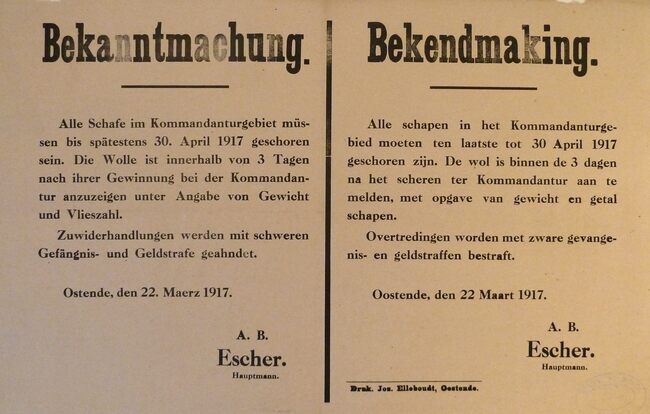 Bekanntmachung.
Alle Schafe im Kommandanturgebiet müs-
sen bis spätestens 30. April 1917 geschoren
sein. Die Wolle ist innerhalb von 3 Tagen
nach ihrer Gewinnung bei der Kommandan-
tur anzuzeigen unter Angabe von Gewicht
und Vlieszahl.
Zuwiderhandlungen werden mit schweren
Gefängnis- und Geldstrafe geahndet.
Ostende, den 22. Maerz 1917.
A. B.
Escher.
Hauptmann.
Bekendmaking.
Alle schapen in het Kommandanturge-
bied moeten ten laatste tot 30 April 1917
geschoren zijn. De wol is binnen de 3 dagen
na het scheren ter Kommandantur aan te
melden, met opgave van gewicht en getal
schapen.
Overtredingen worden met zware gevange-
nis- en geldstraffen bestraft.
Oostende, den 22 Maart 1917.
A. B.
Escher.
Hauptmann.
Druk. Jos. Elleboudt, Oostende.